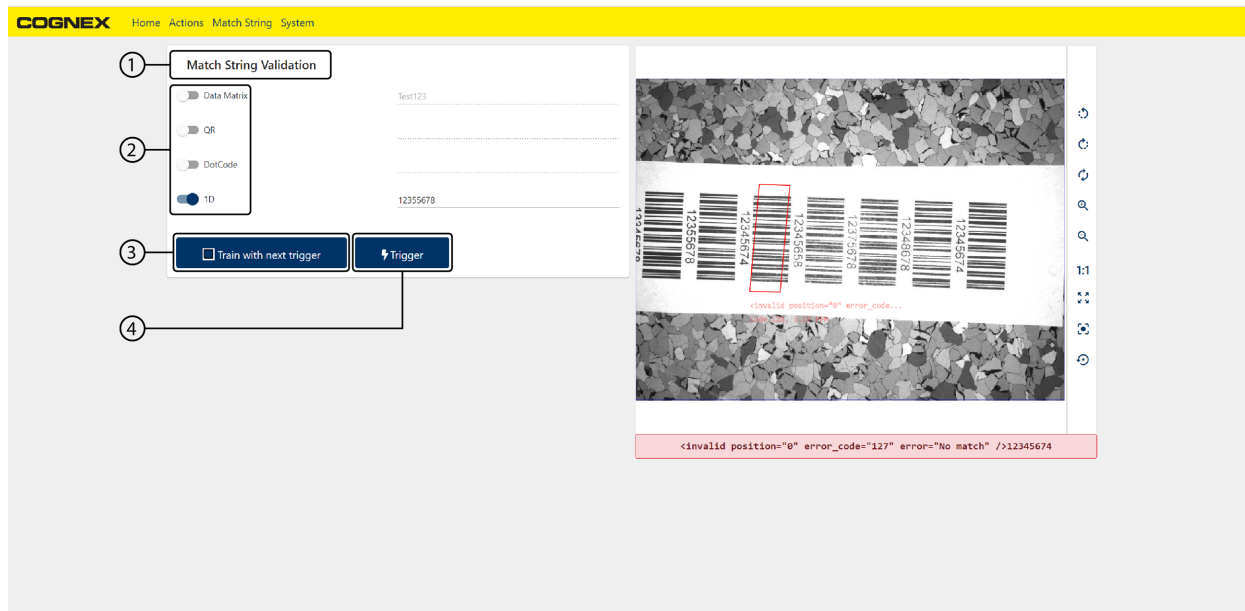 COGNEX Home Actions Match String System
1 Match String Validation
2
Data Matrix Test123
QR
DotCode
1D 12355678
3 Train with next trigger Trigger
4
12355678
12345674
12345658
12375678
12348678
12345674
<invalid position="0" error_code...
1:1
<invalid position="0" error_code="127" error="No match" />12345674